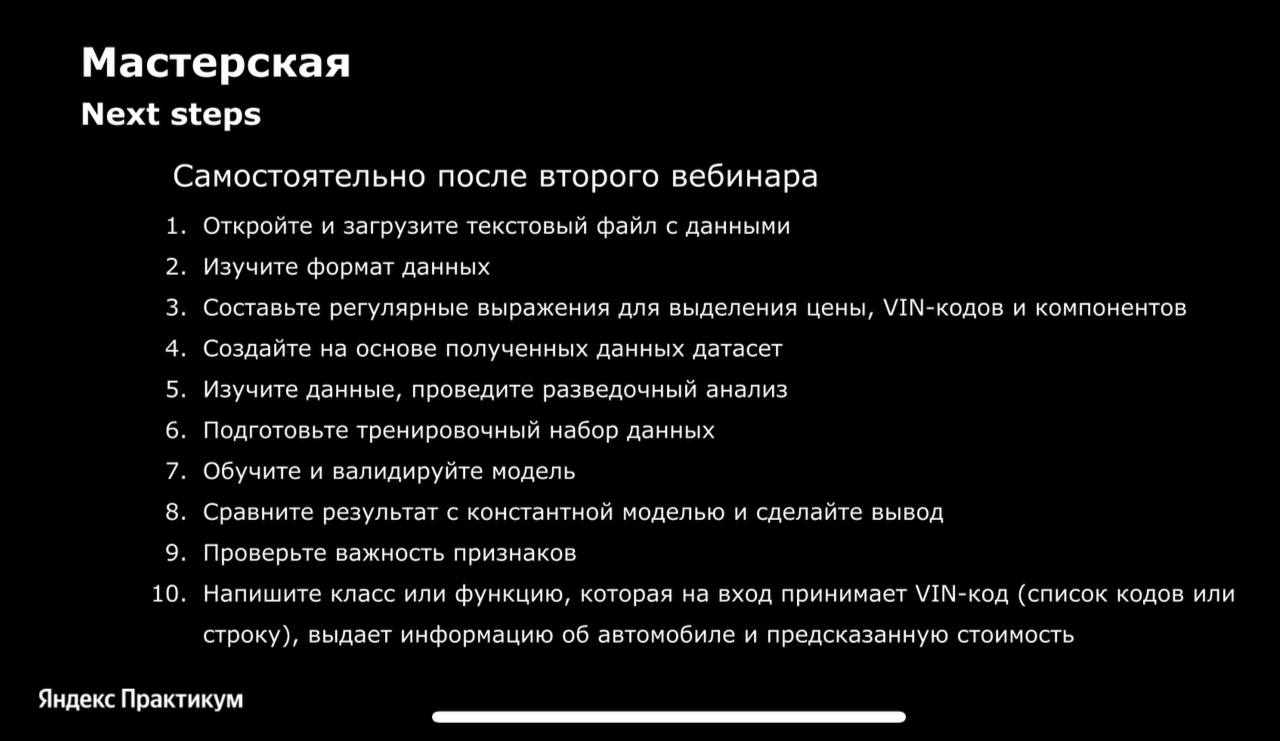 Мастерская
Next steps
Самостоятельно после второго вебинара
1. Откройте и загрузите текстовый файл с данными
2. Изучите формат данных
3. Составьте регулярные выражения для выделения цены, VIN-кодов и компонентов
4. Создайте на основе полученных данных датасет
5. Изучите данные, проведите разведочный анализ
6. Подготовьте тренировочный набор данных
7. Обучите и валидируйте модель
8. Сравните результат с константной моделью и сделайте вывод
9. Проверьте важность признаков
10. Напишите класс или функцию, которая на вход принимает VIN-код (список кодов или
строку), выдает информацию об автомобиле и предсказанную стоимость
Яндекс Практикум